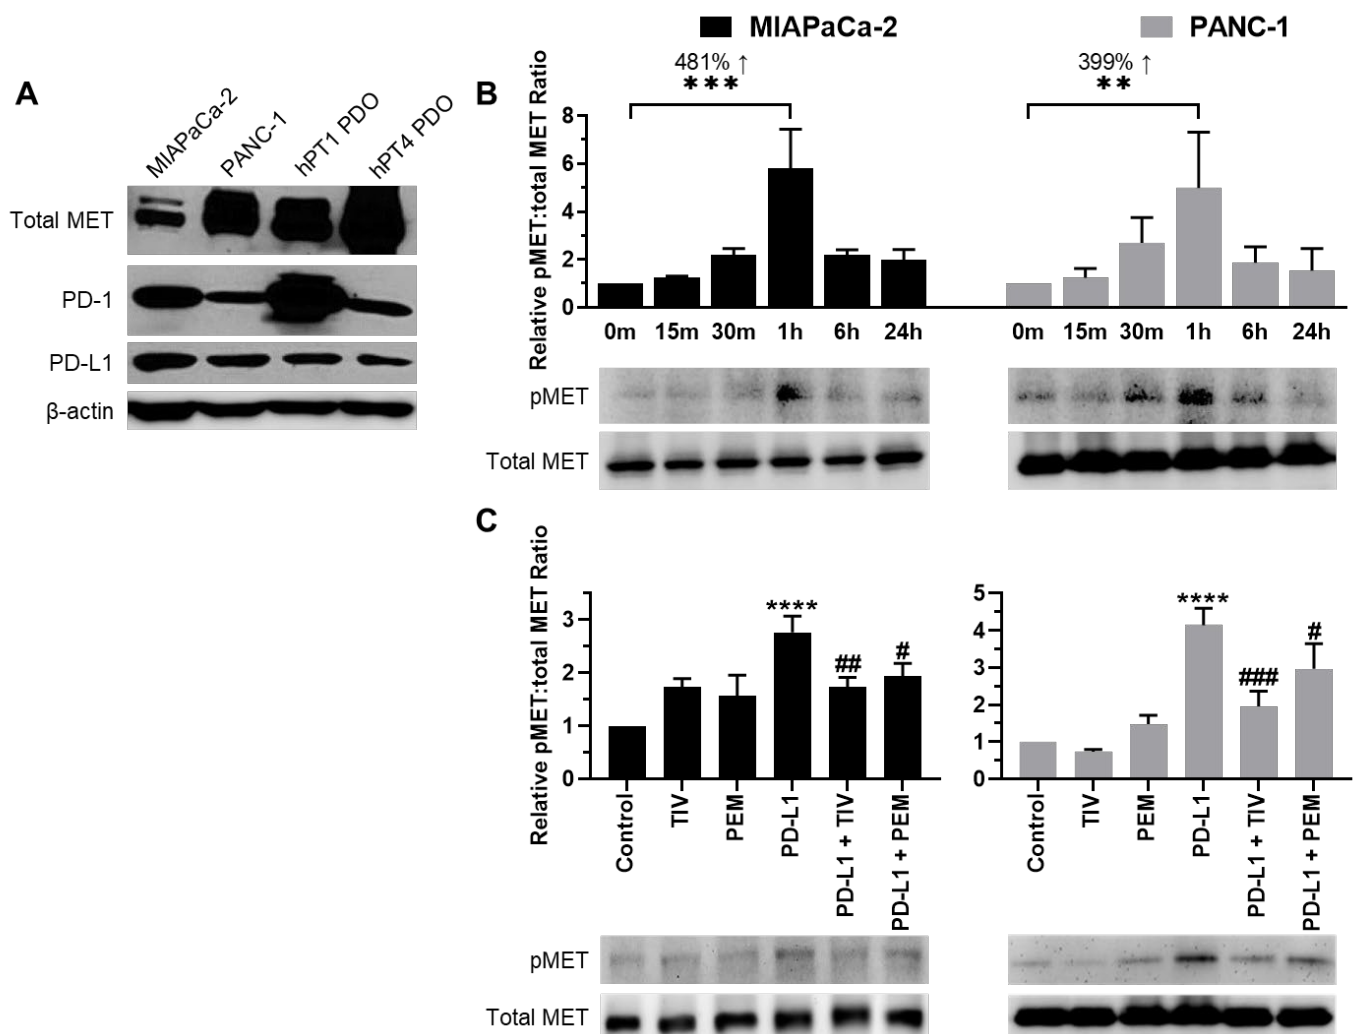 MIAPaCa-2
PANC-1
A
MIAPaCa-2
PANC-1
hPT1 PDO
hPT4 PDO
Total MET
PD-1
PD-L1
β-actin
B
Relative pMET:total MET Ratio
481% ↑
***
399% ↑
**
8
6
4
2
0
0m 15m 30m 1h 6h 24h
0m 15m 30m 1h 6h 24h
pMET
Total MET
C
Relative pMET:total MET Ratio
3
2
1
0
****
##
#
Control
TIV
PEM
PD-L1
PD-L1 + TIV
PD-L1 + PEM
5
4
3
2
1
0
****
###
#
Control
TIV
PEM
PD-L1
PD-L1 + TIV
PD-L1 + PEM
pMET
Total MET